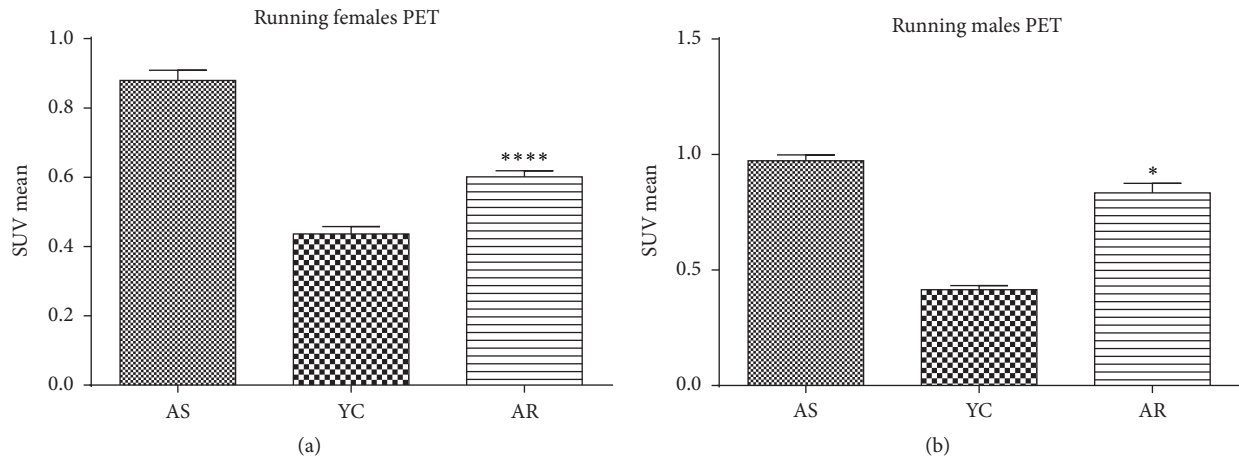 Running females PET
1.0
0.8
0.6
0.4
0.2
0.0
SUV mean
****
AS YC AR
(a)
Running males PET
1.5
1.0
0.5
0.0
SUV mean
*
AS YC AR
(b)